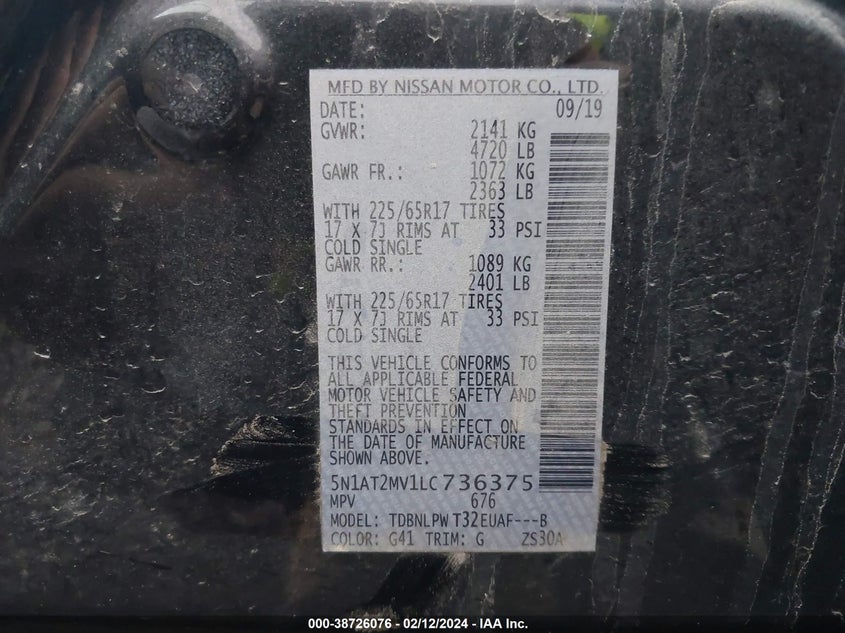 MFD BY NISSAN MOTOR CO., LTD.
DATE: 09/19
GVWR: 2141 KG
4720 LB
GAWR FR.: 1072 KG
2363 LB
WITH 225/65R17 TIRES
17 X 7J RIMS AT 33 PSI
COLD SINGLE
GAWR RR.: 1089 KG
2401 LB
WITH 225/65R17 TIRES
17 X 7J RIMS AT 33 PSI
COLD SINGLE
THIS VEHICLE CONFORMS TO
ALL APPLICABLE FEDERAL
MOTOR VEHICLE SAFETY AND
THEFT PREVENTION
STANDARDS IN EFFECT ON
THE DATE OF MANUFACTURE
SHOWN ABOVE.
5N1AT2MV1LC736375
MPV 676
MODEL: TDBNLPW T32EUAF---B
COLOR: G41 TRIM: G ZS30A
000-38726076 - 02/12/2024 - IAA Inc.